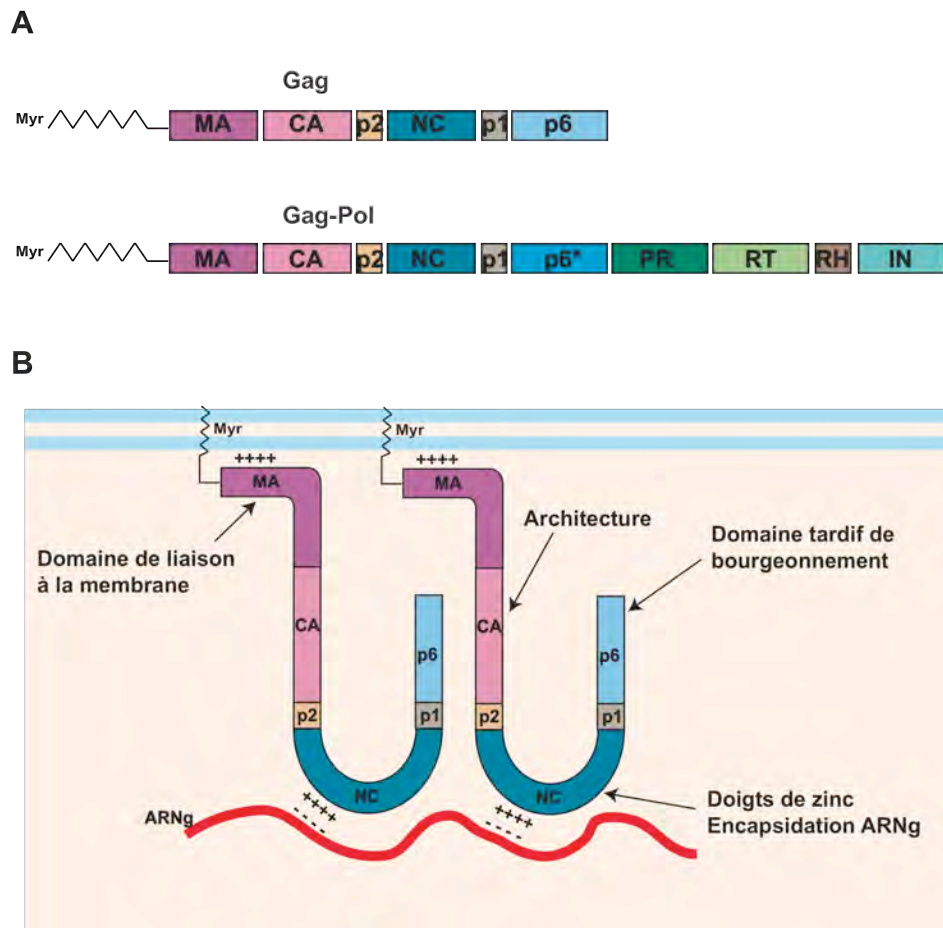 A
Gag
Myr MA CA p2 NC p1 p6
Gag-Pol
Myr MA CA p2 NC p1 p6* PR RT RH IN
B
Myr Myr
++++ ++++
MA MA
Architecture
Domaine de liaison
à la membrane
Domaine tardif de
bourgeonnement
CA CA
p6 p6
p2 p1 p2 p1
NC NC
++++ ++++
---- ----
ARNg
Doigts de zinc
Encapsidation ARNg